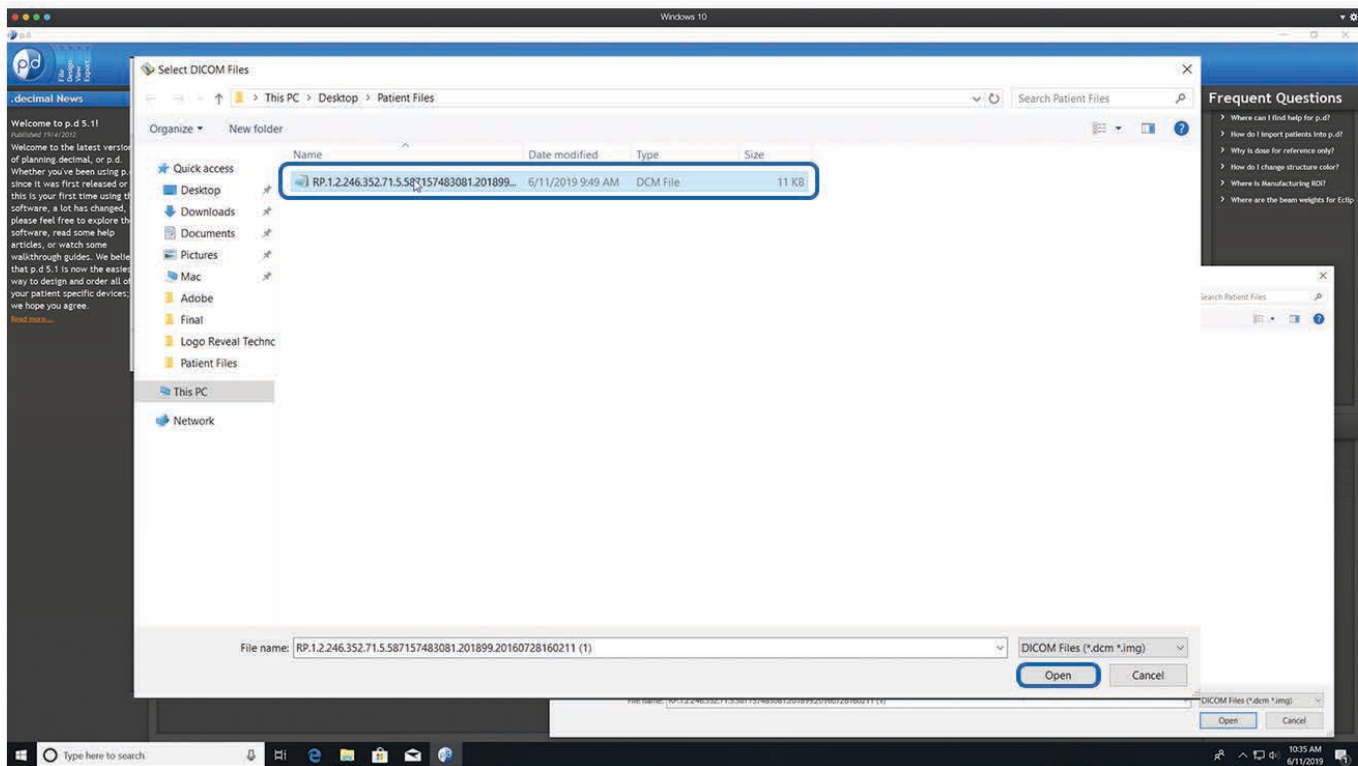 Windows 10
p.d
p.d
File
Design
View
Export
.decimal News
Welcome to p.d 5.1!
Welcome to the latest version
of planning.decimal, or p.d.
Whether you've been using p.
since it was first released or
this is your first time using th
software, a lot has changed,
please feel free to explore th
software, read some help
articles, or watch some
walkthrough guides. We belie
that p.d 5.1 is now the easies
way to design and order all of
your patient specific devices;
we hope you agree.
Read more...
Select DICOM Files
This PC > Desktop > Patient Files
Search Patient Files
Organize
New folder
Name
Date modified
Type
Size
RP.1.2.246.352.71.5.587157483081.201899... 6/11/2019 9:49 AM DCM File 11 KB
Quick access
Desktop
Downloads
Documents
Pictures
Mac
Adobe
Final
Logo Reveal Technc
Patient Files
This PC
Network
File name: RP.1.2.246.352.71.5.587157483081.201899.20160728160211 (1)
DICOM Files (*.dcm *.img)
Open
Cancel
Frequent Questions
> Where can I find help for p.d?
> How do I import patients into p.d?
> Why is dose for reference only?
> How do I change structure color?
> Where is Manufacturing ROI?
> Where are the beam weights for Eclip
Search Patient Files
DICOM Files (*.dcm *.img)
Open
Cancel
Type here to search
10:35 AM
6/11/2019